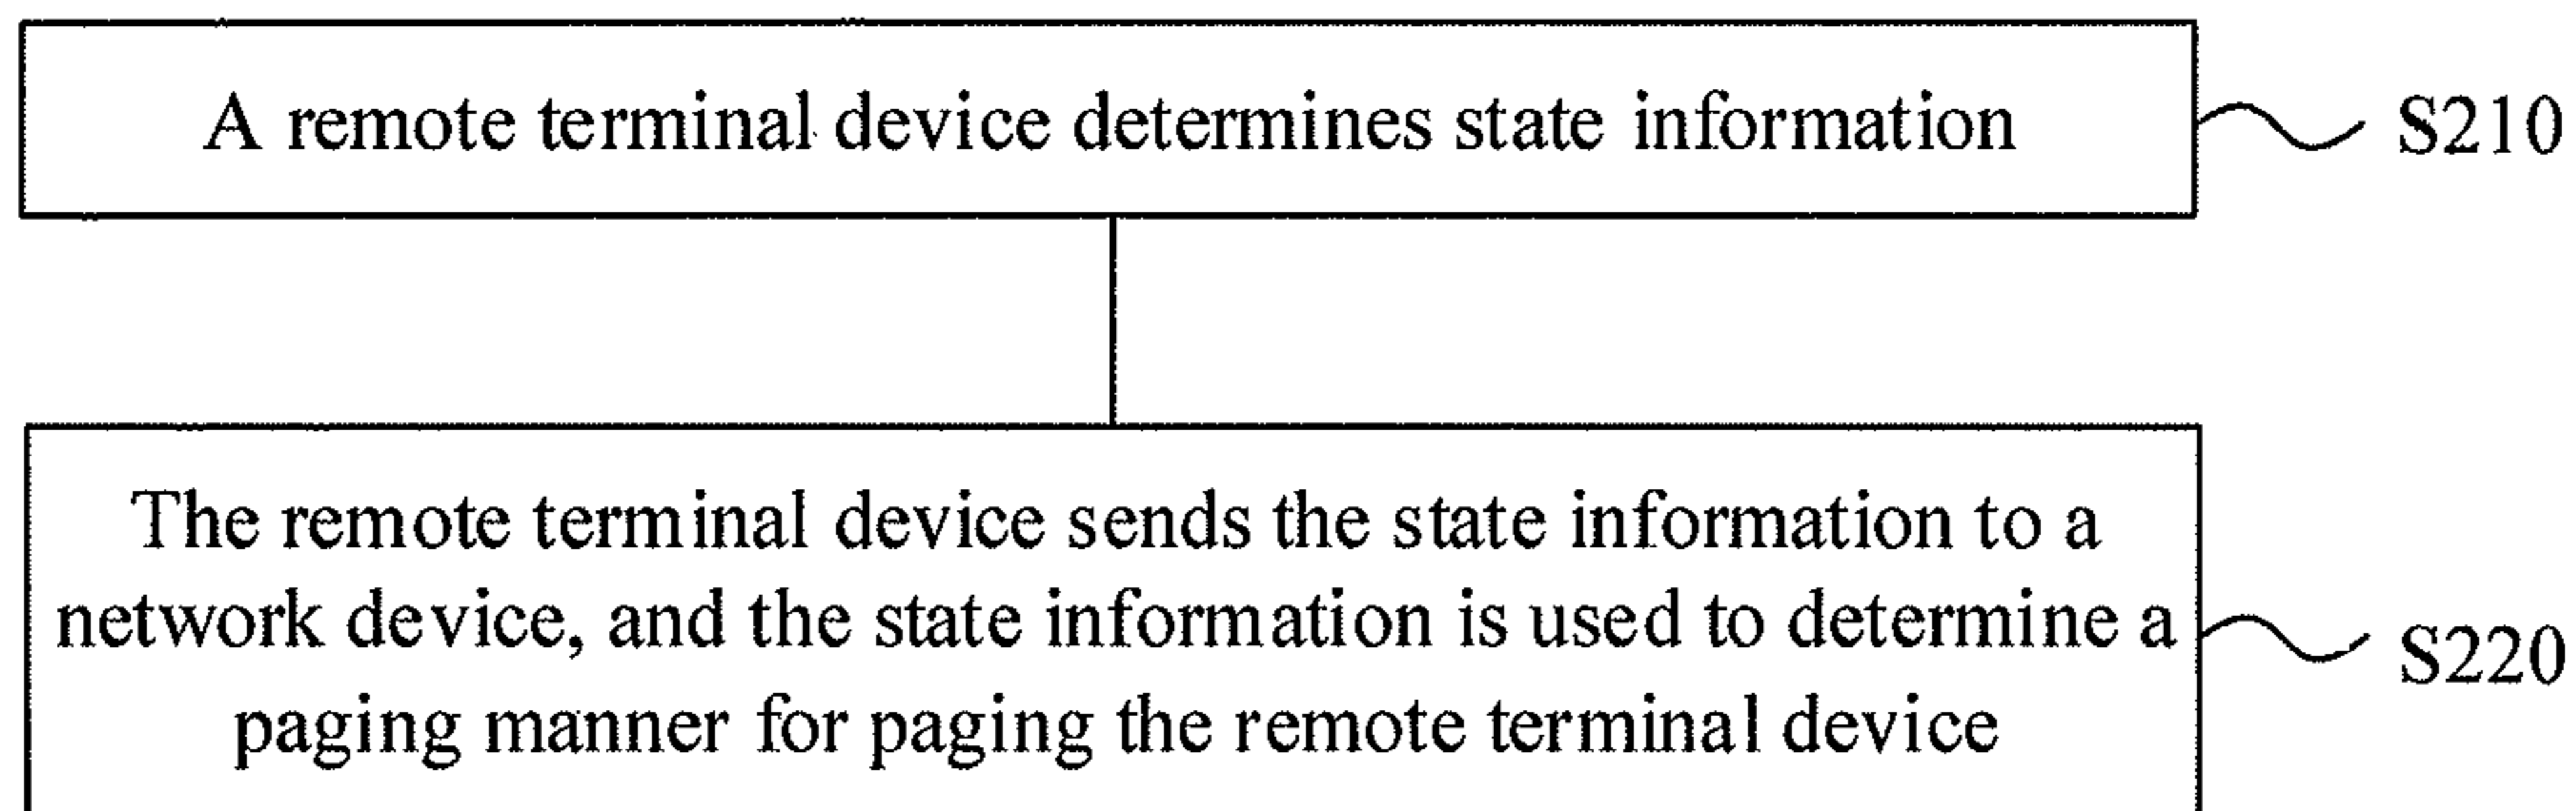 A remote terminal device determines state information
S210
The remote terminal device sends the state information to a
network device, and the state information is used to determine a
paging manner for paging the remote terminal device
S220